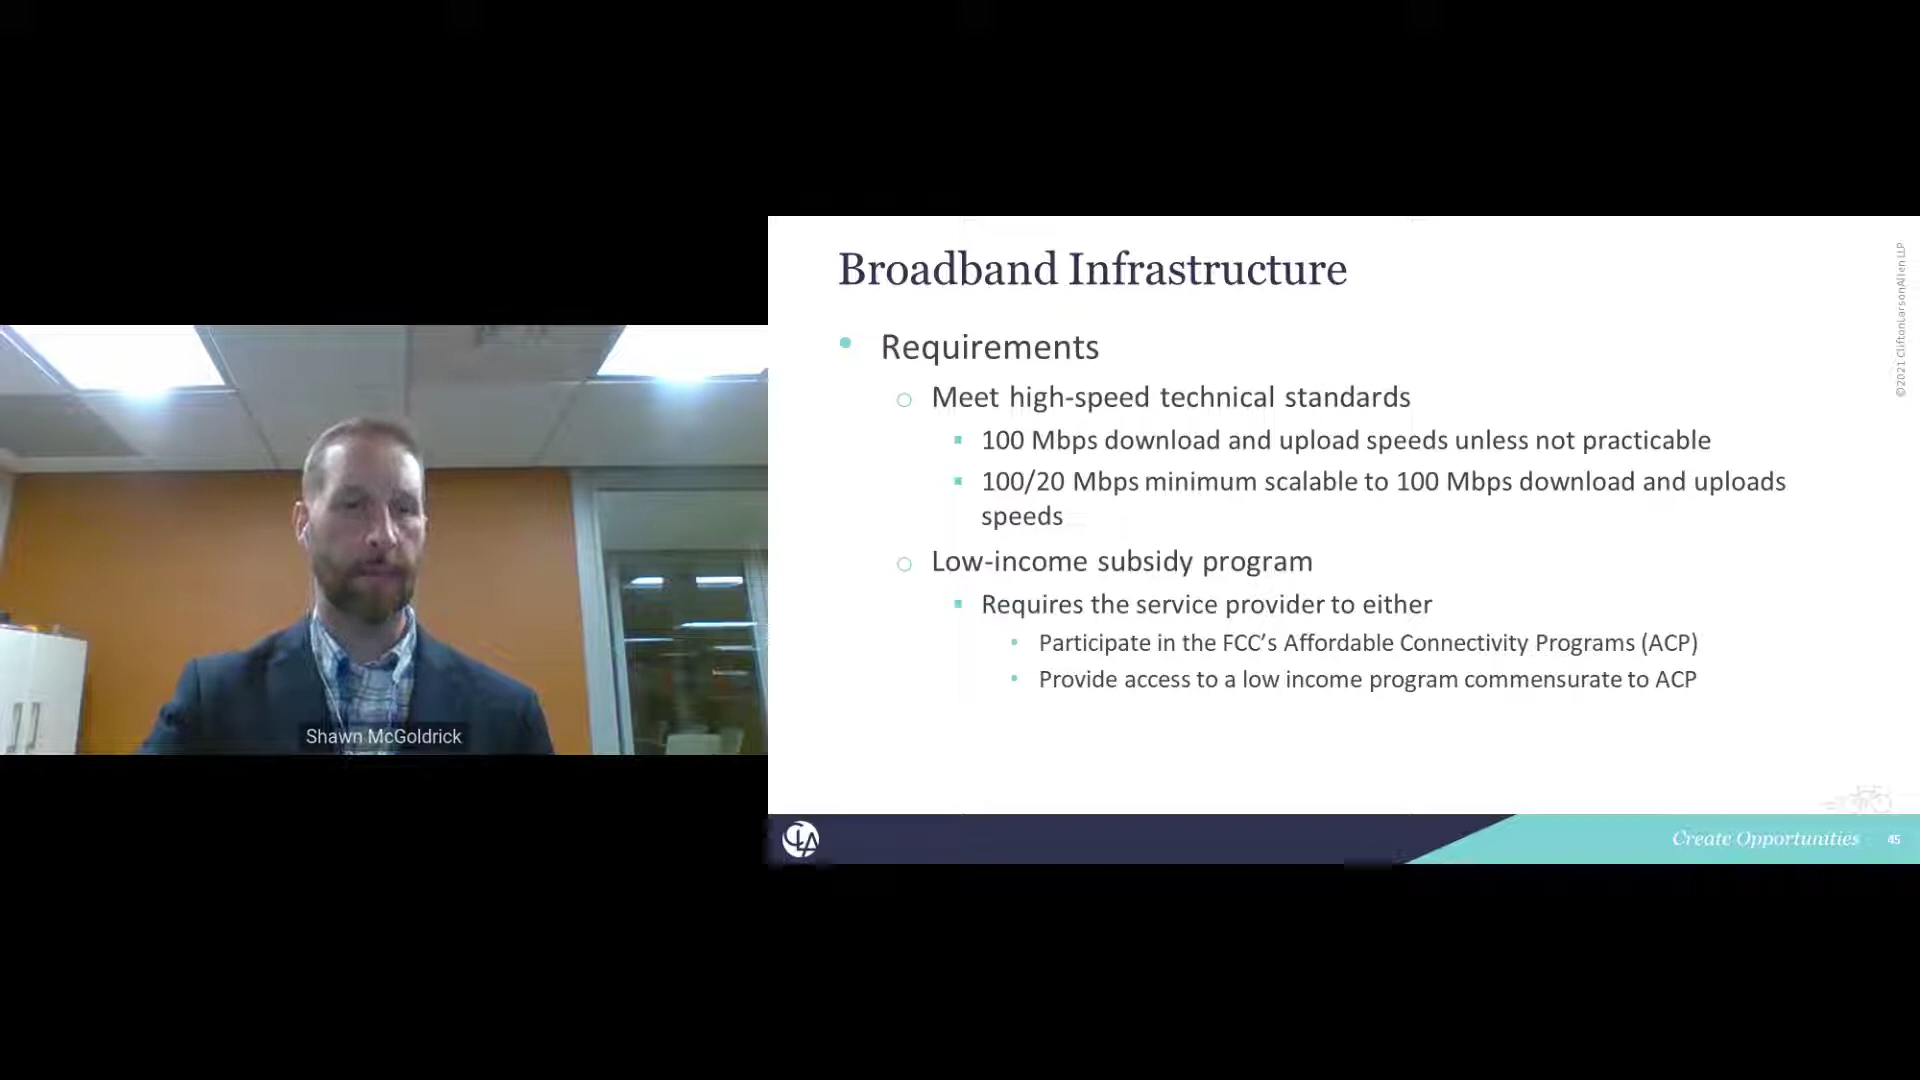 Broadband Infrastructure
Requirements
Meet high-speed technical standards
100 Mbps download and upload speeds unless not practicable
100/20 Mbps minimum scalable to 100 Mbps download and uploads
speeds
Low-income subsidy program
Requires the service provider to either
Participate in the FCC’s Affordable Connectivity Programs (ACP)
Provide access to a low income program commensurate to ACP
©2021 CliftonLarsonAllen LLP
Shawn McGoldrick
CLA
Create Opportunities
45